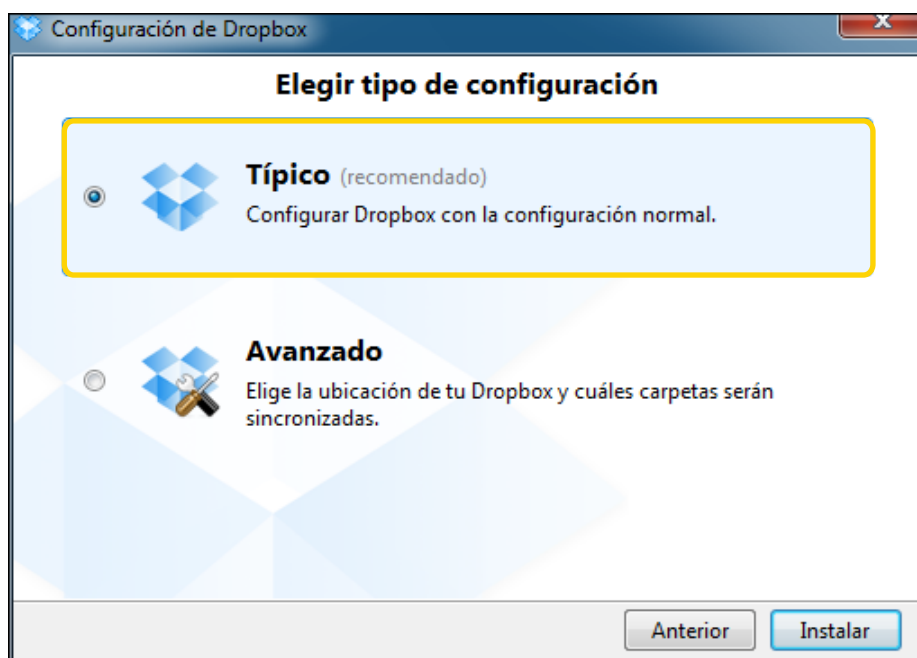 Configuración de Dropbox
Elegir tipo de configuración
Típico (recomendado)
Configurar Dropbox con la configuración normal.
Avanzado
Elige la ubicación de tu Dropbox y cuáles carpetas serán
sincronizadas.
Anterior Instalar